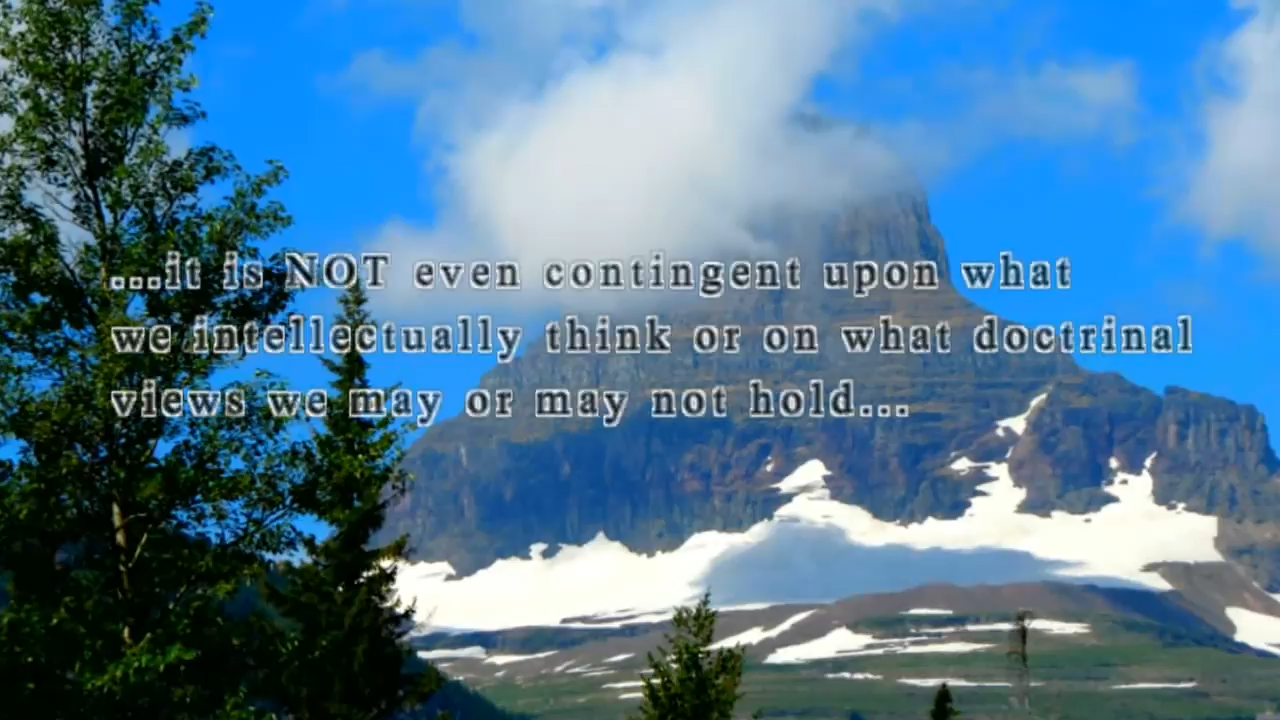 ...it is NOT even contingent upon what
we intellectually think or on what doctrinal
views we may or may not hold...